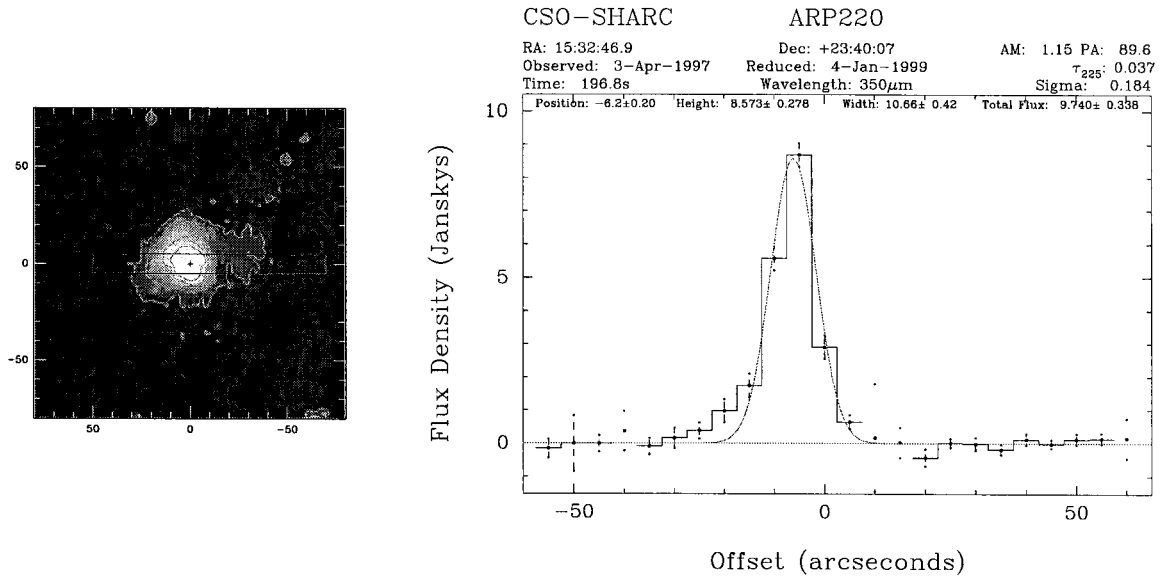 CSO-SHARC ARP220
RA: 15:32:46.9 Dec: +23:40:07 AM: 1.15 PA: 89.6
Observed: 3-Apr-1997 Reduced: 4-Jan-1999 τ225: 0.037
Time: 196.8s Wavelength: 350μm Sigma: 0.184
Position: -6.2± 0.20 Height: 8.573± 0.278 Width: 10.66± 0.42 Total Flux: 9.740± 0.338
10
5
0
Flux Density (Janskys)
-50 0 50
Offset (arcseconds)
50
0
-50
50 0 -50